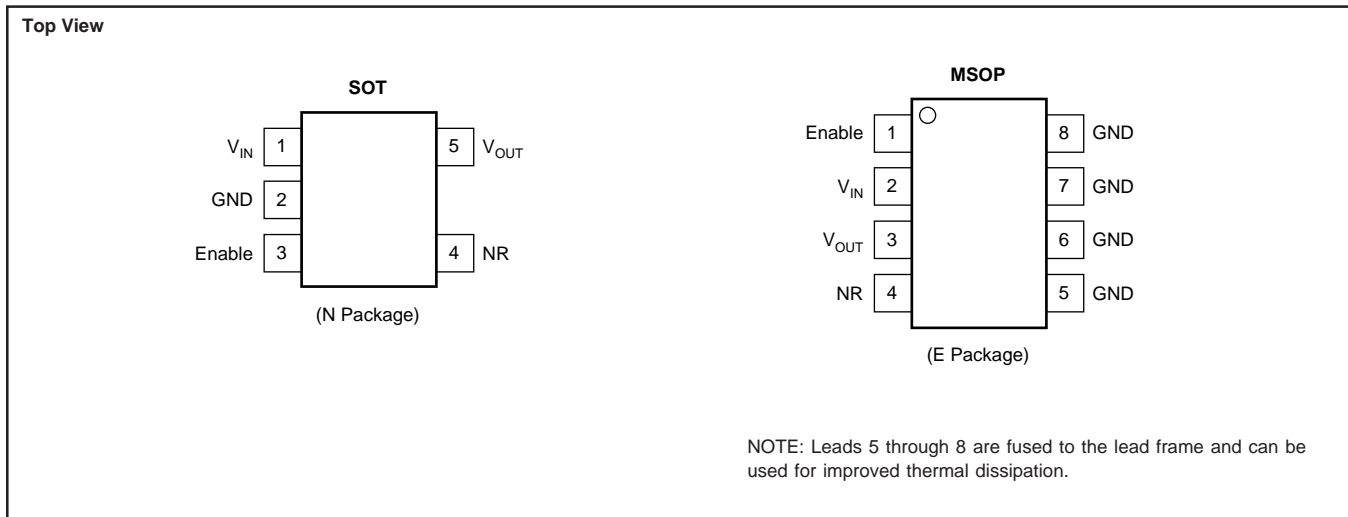 Top View
SOT
V_IN 1
GND 2
Enable 3
5 V_OUT
4 NR
(N Package)
MSOP
Enable 1
V_IN 2
V_OUT 3
NR 4
8 GND
7 GND
6 GND
5 GND
(E Package)
NOTE: Leads 5 through 8 are fused to the lead frame and can be
used for improved thermal dissipation.